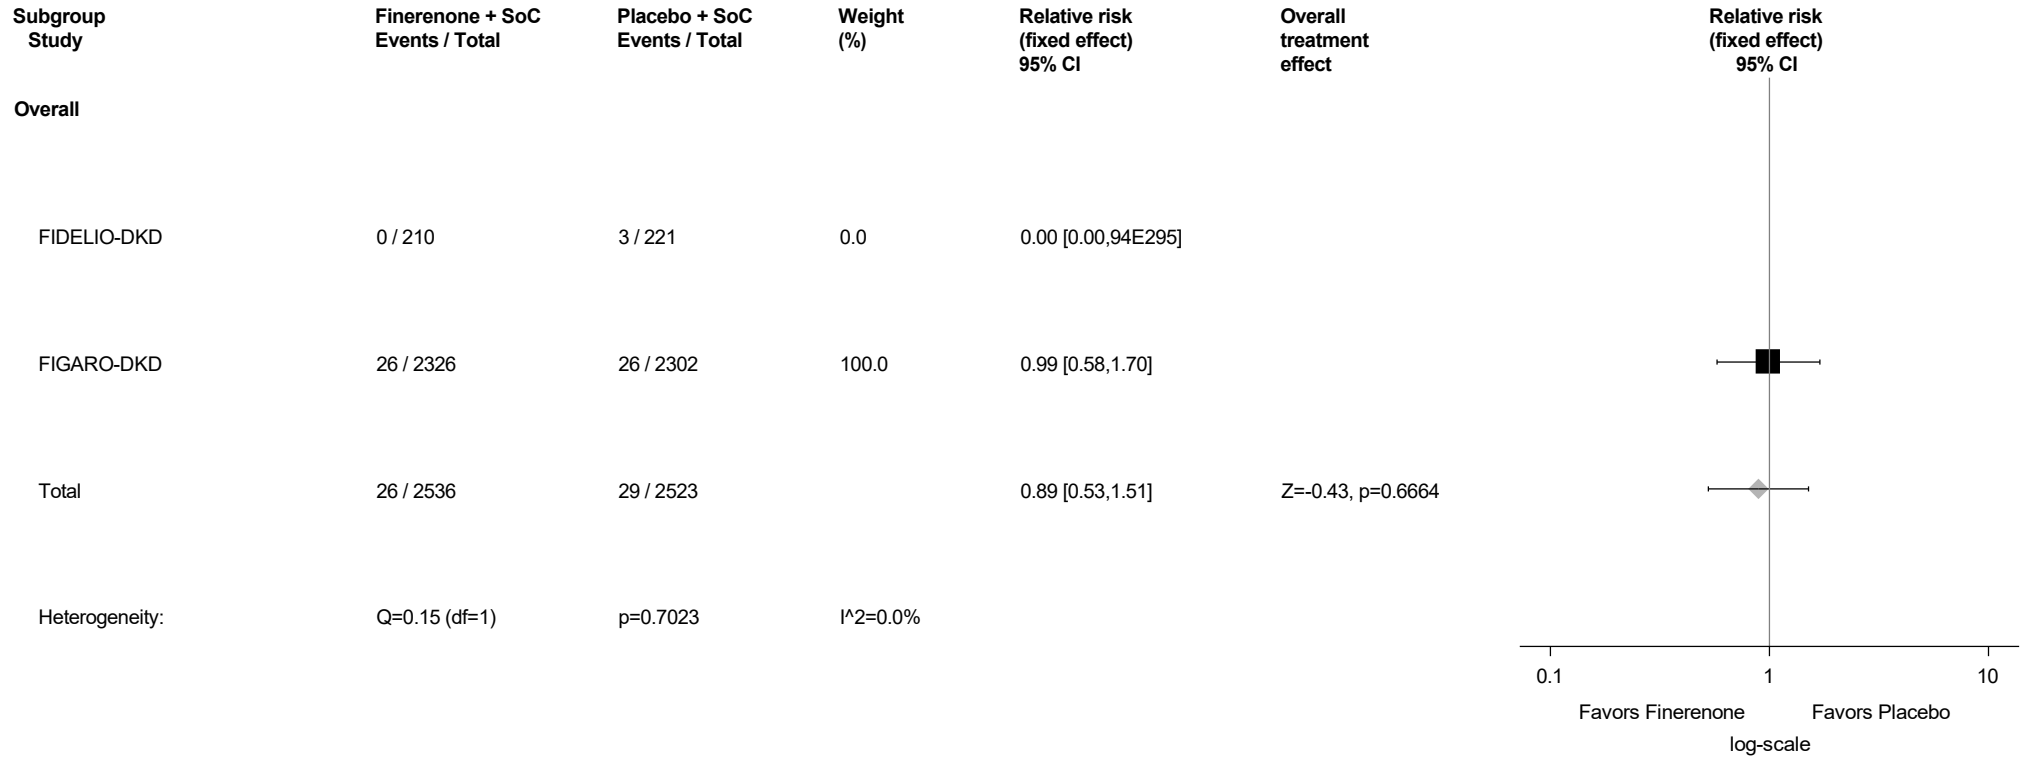 Subgroup Finerenone + SoC Placebo + SoC Weight Relative risk Overall Relative risk
Study Events / Total Events / Total (%) (fixed effect) treatment (fixed effect)
95% CI effect 95% CI
Overall
FIDELIO-DKD 0 / 210 3 / 221 0.0 0.00 [0.00,94E295]
FIGARO-DKD 26 / 2326 26 / 2302 100.0 0.99 [0.58,1.70]
Total 26 / 2536 29 / 2523 0.89 [0.53,1.51] Z=-0.43, p=0.6664
Heterogeneity: Q=0.15 (df=1) p=0.7023 I^2=0.0%
0.1 1 10
Favors Finerenone Favors Placebo
log-scale